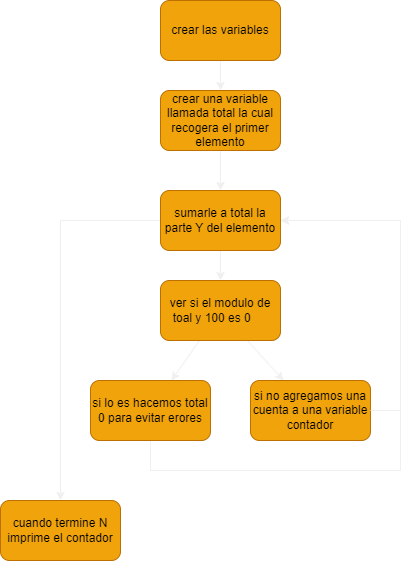 crear las variables
crear una variable
llamada total la cual
recogera el primer
elemento
sumarle a total la
parte Y del elemento
ver si el modulo de
toal y 100 es 0
si lo es hacemos total
0 para evitar erores
si no agregamos una
cuenta a una variable
contador
cuando termine N
imprime el contador